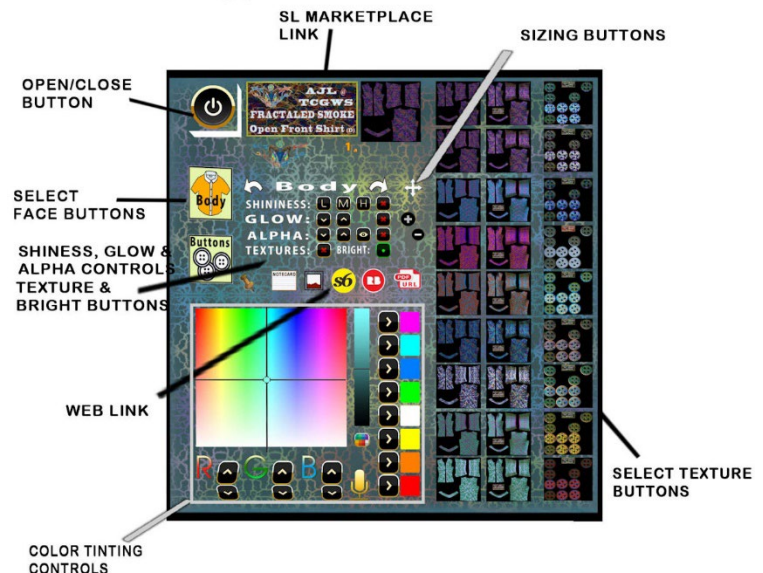 SL MARKETPLACE
LINK
SIZING BUTTONS
OPEN/CLOSE
BUTTON
AJL @
TCGWS
FRACTALED SMOKE
Open Front Shirt
SELECT
FACE BUTTONS
Body
Body
SHININESS: L M H
GLOW:
ALPHA:
TEXTURES: BRIGHT:
Buttons
SHINESS, GLOW &
ALPHA CONTROLS
TEXTURE &
BRIGHT BUTTONS
NOTECARD
s6
RB
PDF
URL
WEB LINK
R G B
SELECT TEXTURE
BUTTONS
COLOR TINTING
CONTROLS